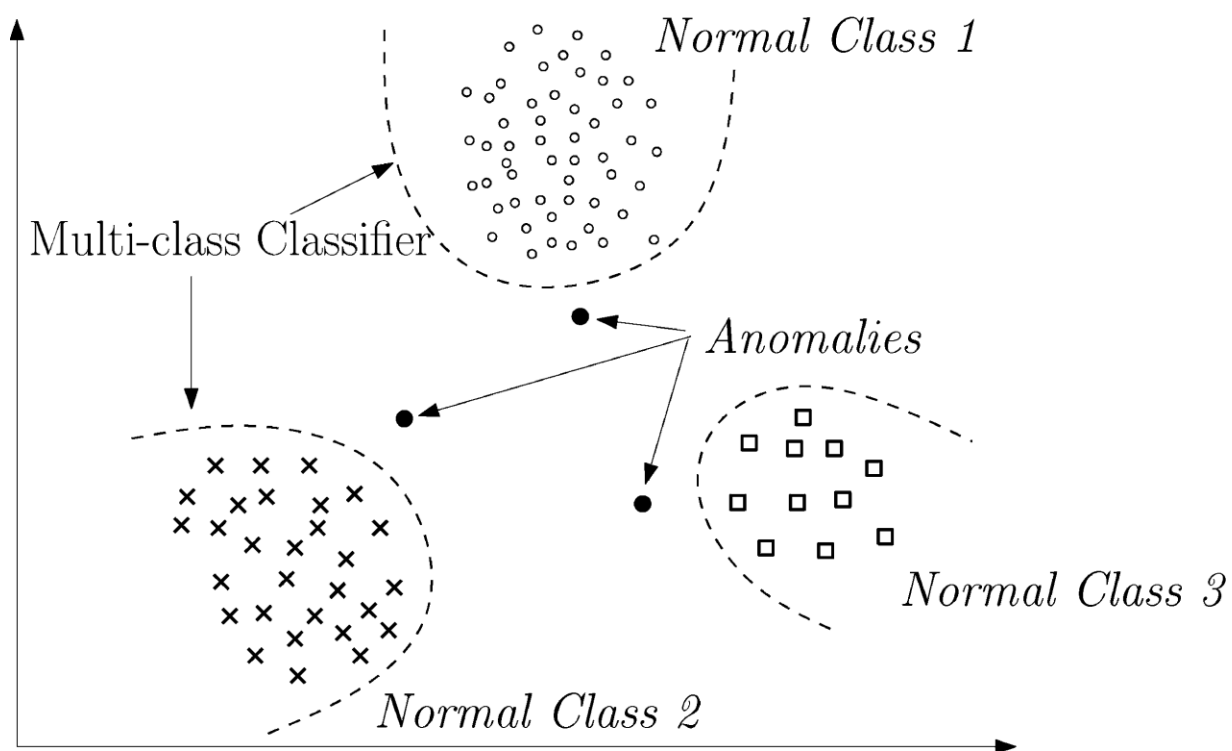 Normal Class 1
Multi-class Classifier
Anomalies
Normal Class 3
Normal Class 2